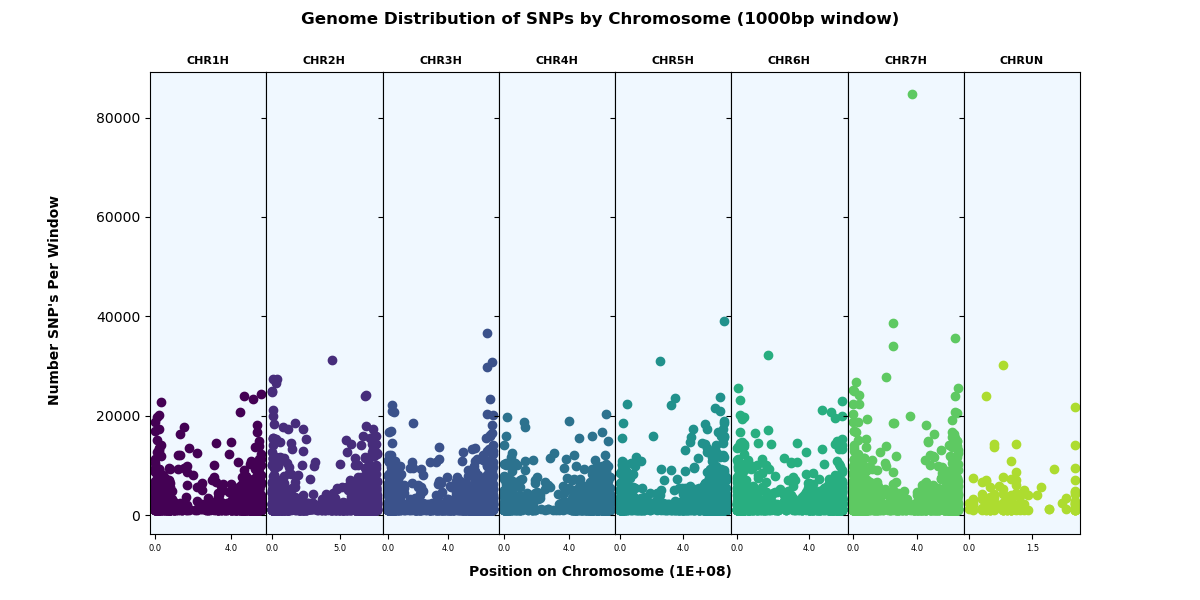 Genome Distribution of SNPs by Chromosome (1000bp window)
CHR1H CHR2H CHR3H CHR4H CHR5H CHR6H CHR7H CHRUN
80000
60000
40000
20000
0
Number SNP's Per Window
0.0 4.0 0.0 5.0 0.0 4.0 0.0 4.0 0.0 4.0 0.0 4.0 0.0 4.0 0.0 1.5
Position on Chromosome (1E+08)